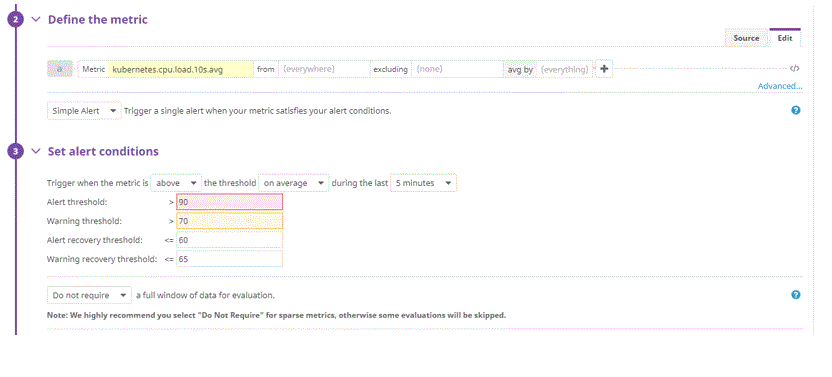 2 Define the metric
Source Edit
a Metric kubernetes.cpu.load.10s.avg from (everywhere) excluding (none) avg by (everything) + </>
Advanced...
Simple Alert Trigger a single alert when your metric satisfies your alert conditions. ?
3 Set alert conditions
Trigger when the metric is above the threshold on average during the last 5 minutes
Alert threshold: > 90
Warning threshold: > 70
Alert recovery threshold: <= 60
Warning recovery threshold: <= 65
Do not require a full window of data for evaluation. ?
Note: We highly recommend you select "Do Not Require" for sparse metrics, otherwise some evaluations will be skipped.